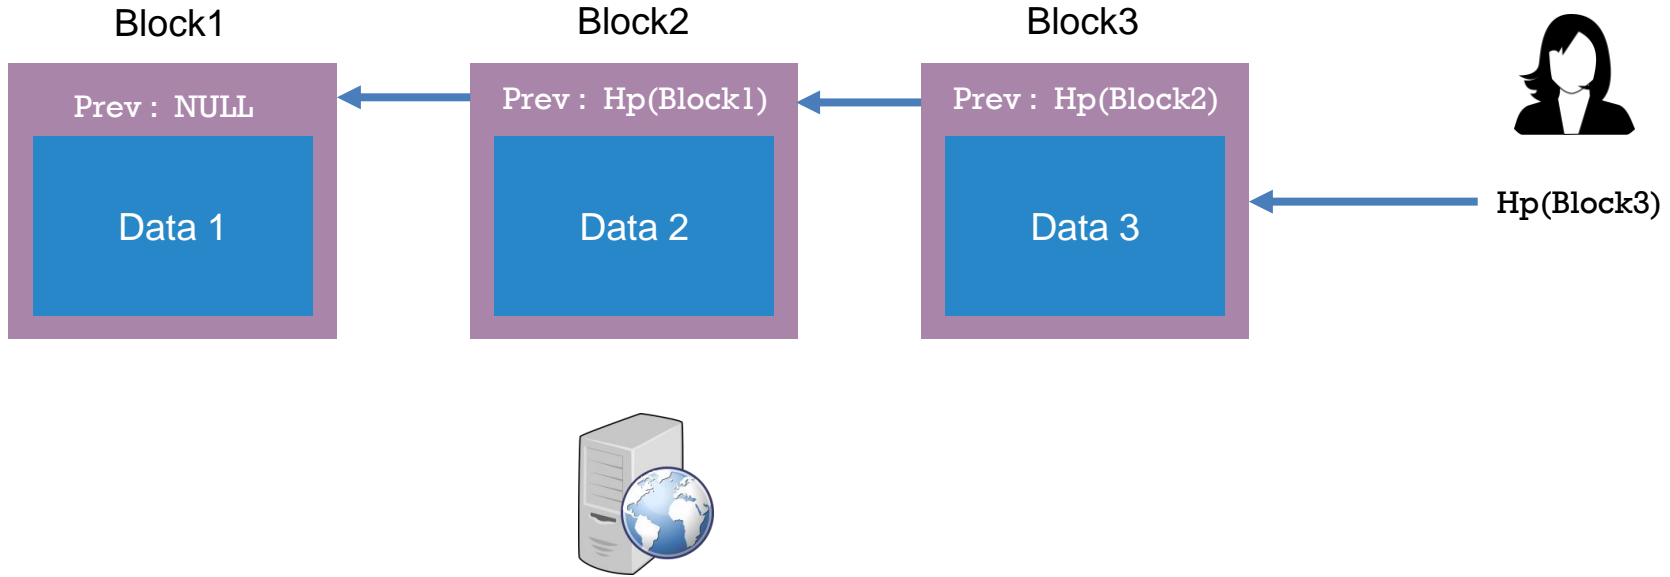 Block1
Block2
Block3
Prev : NULL
Prev : Hp(Block1)
Prev : Hp(Block2)
Data 1
Data 2
Data 3
Hp(Block3)